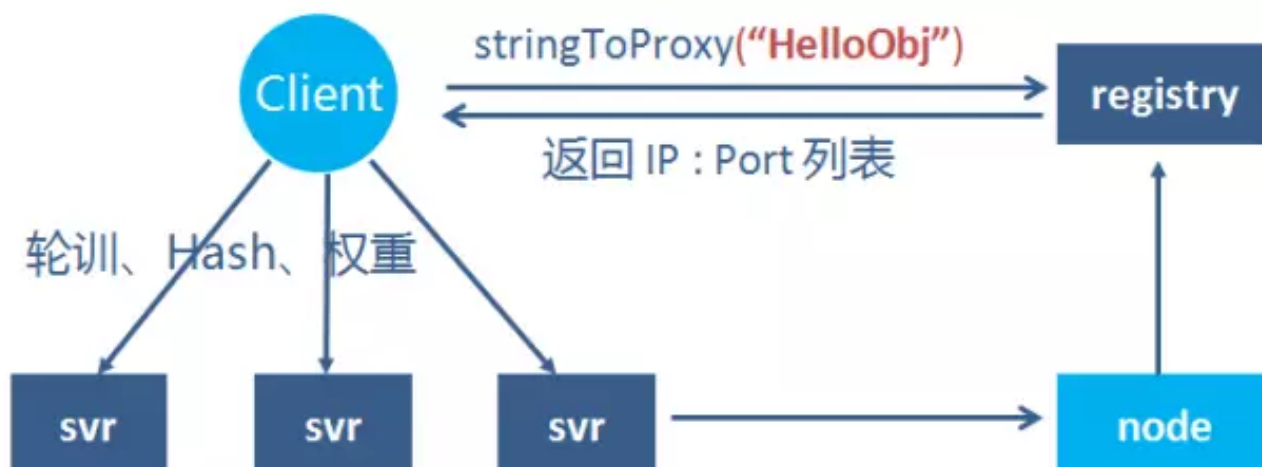 stringToProxy(“HelloObj”)
Client
registry
返回 IP : Port 列表
轮训、Hash、权重
svr
svr
svr
node